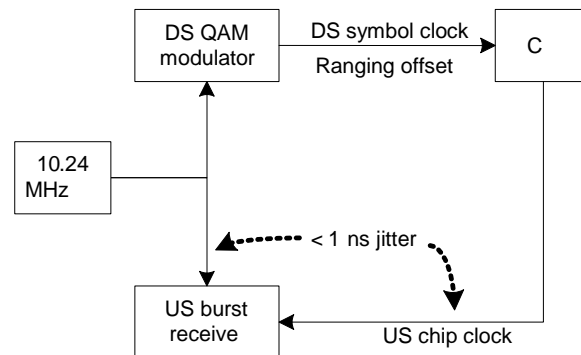 DS QAM
modulator
DS symbol clock
Ranging offset
C
10.24
MHz
< 1 ns jitter
US burst
receive
US chip clock